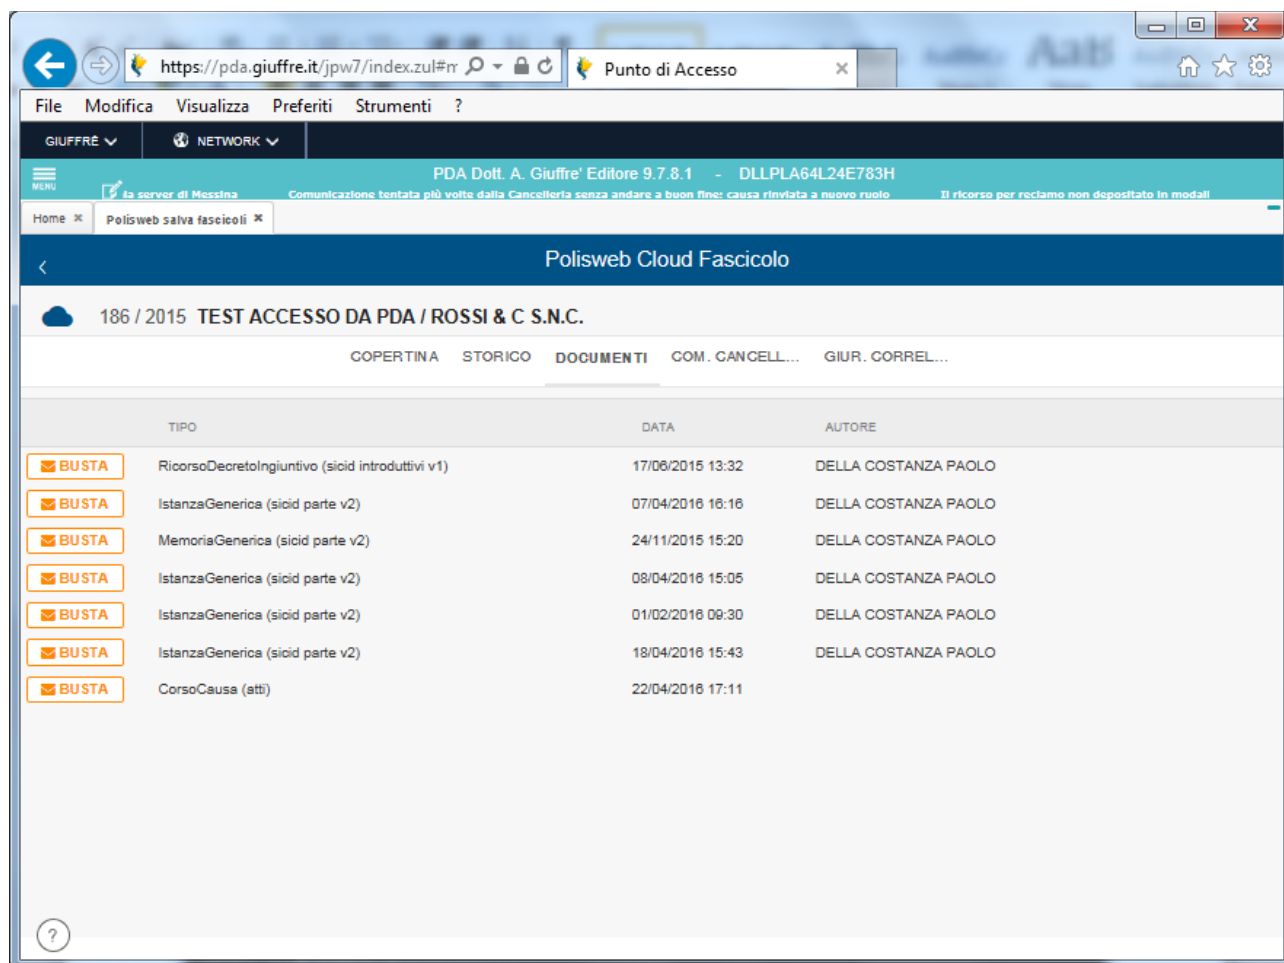 https://pda.giuffre.it/jpw7/index.zul#m
Punto di Accesso
File Modifica Visualizza Preferiti Strumenti ?
GIUFFRÈ NETWORK
PDA Dott. A. Giuffre' Editore 9.7.8.1 - DLLPLA64L24E783H
MENU
da server di Messina Comunicazione tentata più volte dalla Cancelleria senza andare a buon fine: causa rinviata a nuovo ruolo Il ricorso per reclamo non depositato in modali
Home Polisweb salva fascicoli
Polisweb Cloud Fascicolo
186 / 2015 TEST ACCESSO DA PDA / ROSSI & C S.N.C.
COPERTINA STORICO DOCUMENTI COM. CANCELL... GIUR. CORREL...
TIPO DATA AUTORE
BUSTA RicorsoDecretoIngiuntivo (sicid introduttivi v1) 17/06/2015 13:32 DELLA COSTANZA PAOLO
BUSTA IstanzaGenerica (sicid parte v2) 07/04/2016 16:16 DELLA COSTANZA PAOLO
BUSTA MemoriaGenerica (sicid parte v2) 24/11/2015 15:20 DELLA COSTANZA PAOLO
BUSTA IstanzaGenerica (sicid parte v2) 08/04/2016 15:05 DELLA COSTANZA PAOLO
BUSTA IstanzaGenerica (sicid parte v2) 01/02/2016 09:30 DELLA COSTANZA PAOLO
BUSTA IstanzaGenerica (sicid parte v2) 18/04/2016 15:43 DELLA COSTANZA PAOLO
BUSTA CorsoCausa (atti) 22/04/2016 17:11
?